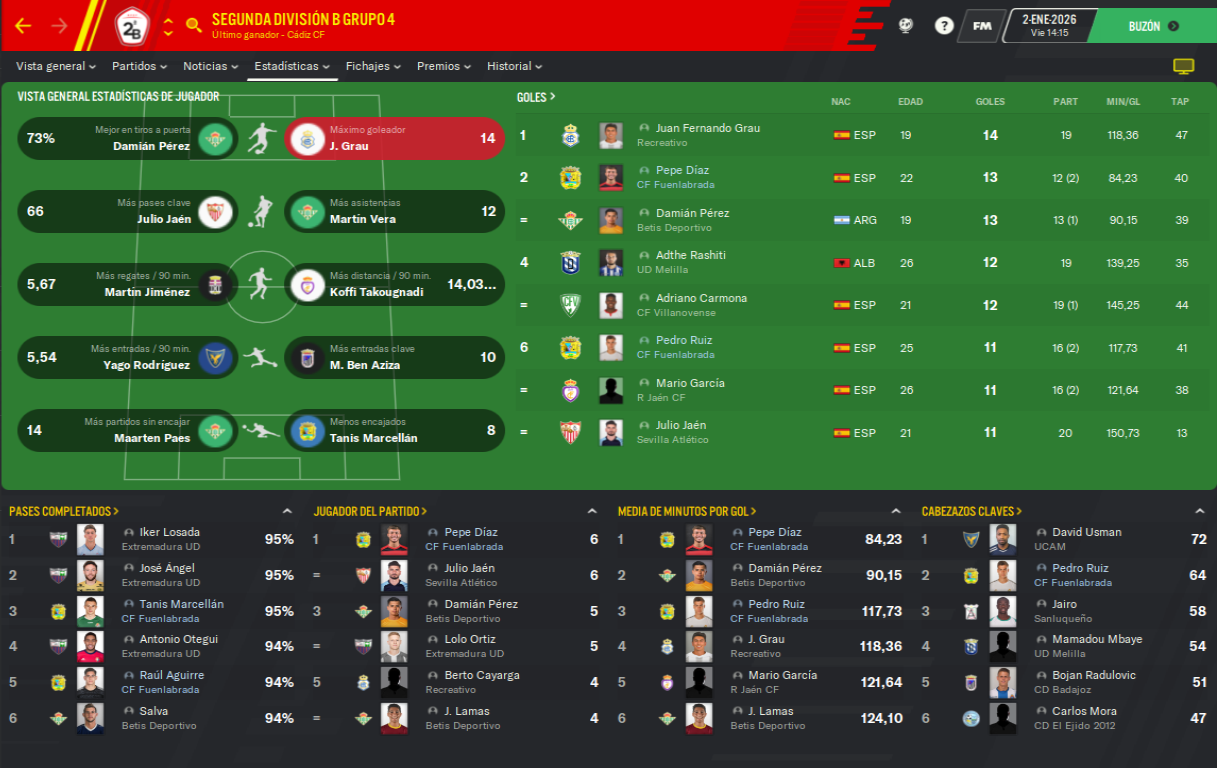 SEGUNDA DIVISIÓN B GRUPO 4
Último ganador - Cádiz CF
2ªB
?
FM
2-ENE-2026
Vie 14:15
BUZÓN
Vista general
Partidos
Noticias
Estadísticas
Fichajes
Premios
Historial
VISTA GENERAL ESTADÍSTICAS DE JUGADOR
73%
Mejor en tiros a puerta
Damián Pérez
Máximo goleador
J. Grau
14
66
Más pases clave
Julio Jaén
Más asistencias
Martín Vera
12
5,67
Más regates / 90 min.
Martín Jiménez
Más distancia / 90 min.
Koffi Takougnadi
14,03...
5,54
Más entradas / 90 min.
Yago Rodríguez
Más entradas clave
M. Ben Aziza
10
14
Más partidos sin encajar
Maarten Paes
Menos encajados
Tanis Marcellán
8
GOLES > NAC EDAD GOLES PART MIN/GL TAP
1 Juan Fernando Grau ESP 19 14 19 118,36 47
Recreativo
2 Pepe Díaz ESP 22 13 12 (2) 84,23 40
CF Fuenlabrada
= Damián Pérez ARG 19 13 13 (1) 90,15 39
Betis Deportivo
4 Adthe Rashiti ALB 26 12 19 139,25 35
UD Melilla
= Adriano Carmona ESP 21 12 19 (1) 145,25 44
CF Villanovense
6 Pedro Ruiz ESP 25 11 16 (2) 117,73 41
CF Fuenlabrada
= Mario García ESP 26 11 16 (2) 121,64 38
R Jaén CF
= Julio Jaén ESP 21 11 20 150,73 13
Sevilla Atlético
PASES COMPLETADOS >
1 Iker Losada 95%
Extremadura UD
2 José Ángel 95%
Extremadura UD
3 Tanis Marcellán 95%
CF Fuenlabrada
4 Antonio Otegui 94%
Extremadura UD
5 Raúl Aguirre 94%
CF Fuenlabrada
6 Salva 94%
Betis Deportivo
JUGADOR DEL PARTIDO >
1 Pepe Díaz 6
CF Fuenlabrada
= Julio Jaén 6
Sevilla Atlético
3 Damián Pérez 5
Betis Deportivo
= Lolo Ortiz 5
Extremadura UD
5 Berto Cayarga 4
Recreativo
= J. Lamas 4
Betis Deportivo
MEDIA DE MINUTOS POR GOL >
1 Pepe Díaz 84,23
CF Fuenlabrada
2 Damián Pérez 90,15
Betis Deportivo
3 Pedro Ruiz 117,73
CF Fuenlabrada
4 J. Grau 118,36
Recreativo
5 Mario García 121,64
R Jaén CF
6 J. Lamas 124,10
Betis Deportivo
CABEZAZOS CLAVES >
1 David Usman 72
UCAM
2 Pedro Ruiz 64
CF Fuenlabrada
3 Jairo 58
Sanluqueño
4 Mamadou Mbaye 54
UD Melilla
5 Bojan Radulovic 51
CD Badajoz
6 Carlos Mora 47
CD El Ejido 2012